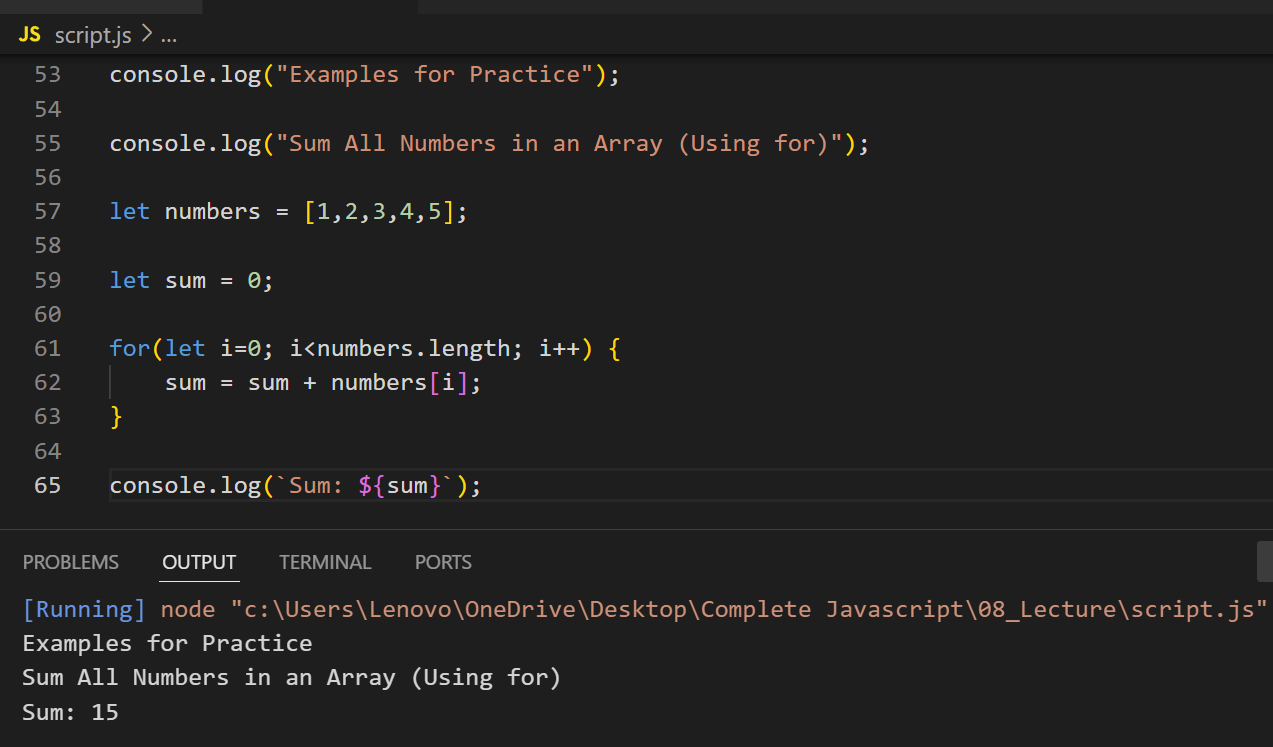 JS script.js > ...
53 console.log("Examples for Practice");
54
55 console.log("Sum All Numbers in an Array (Using for)");
56
57 let numbers = [1,2,3,4,5];
58
59 let sum = 0;
60
61 for(let i=0; i<numbers.length; i++) {
62     sum = sum + numbers[i];
63 }
64
65 console.log(`Sum: ${sum}`);
PROBLEMS OUTPUT TERMINAL PORTS
[Running] node "c:\Users\Lenovo\OneDrive\Desktop\Complete Javascript\08_Lecture\script.js"
Examples for Practice
Sum All Numbers in an Array (Using for)
Sum: 15